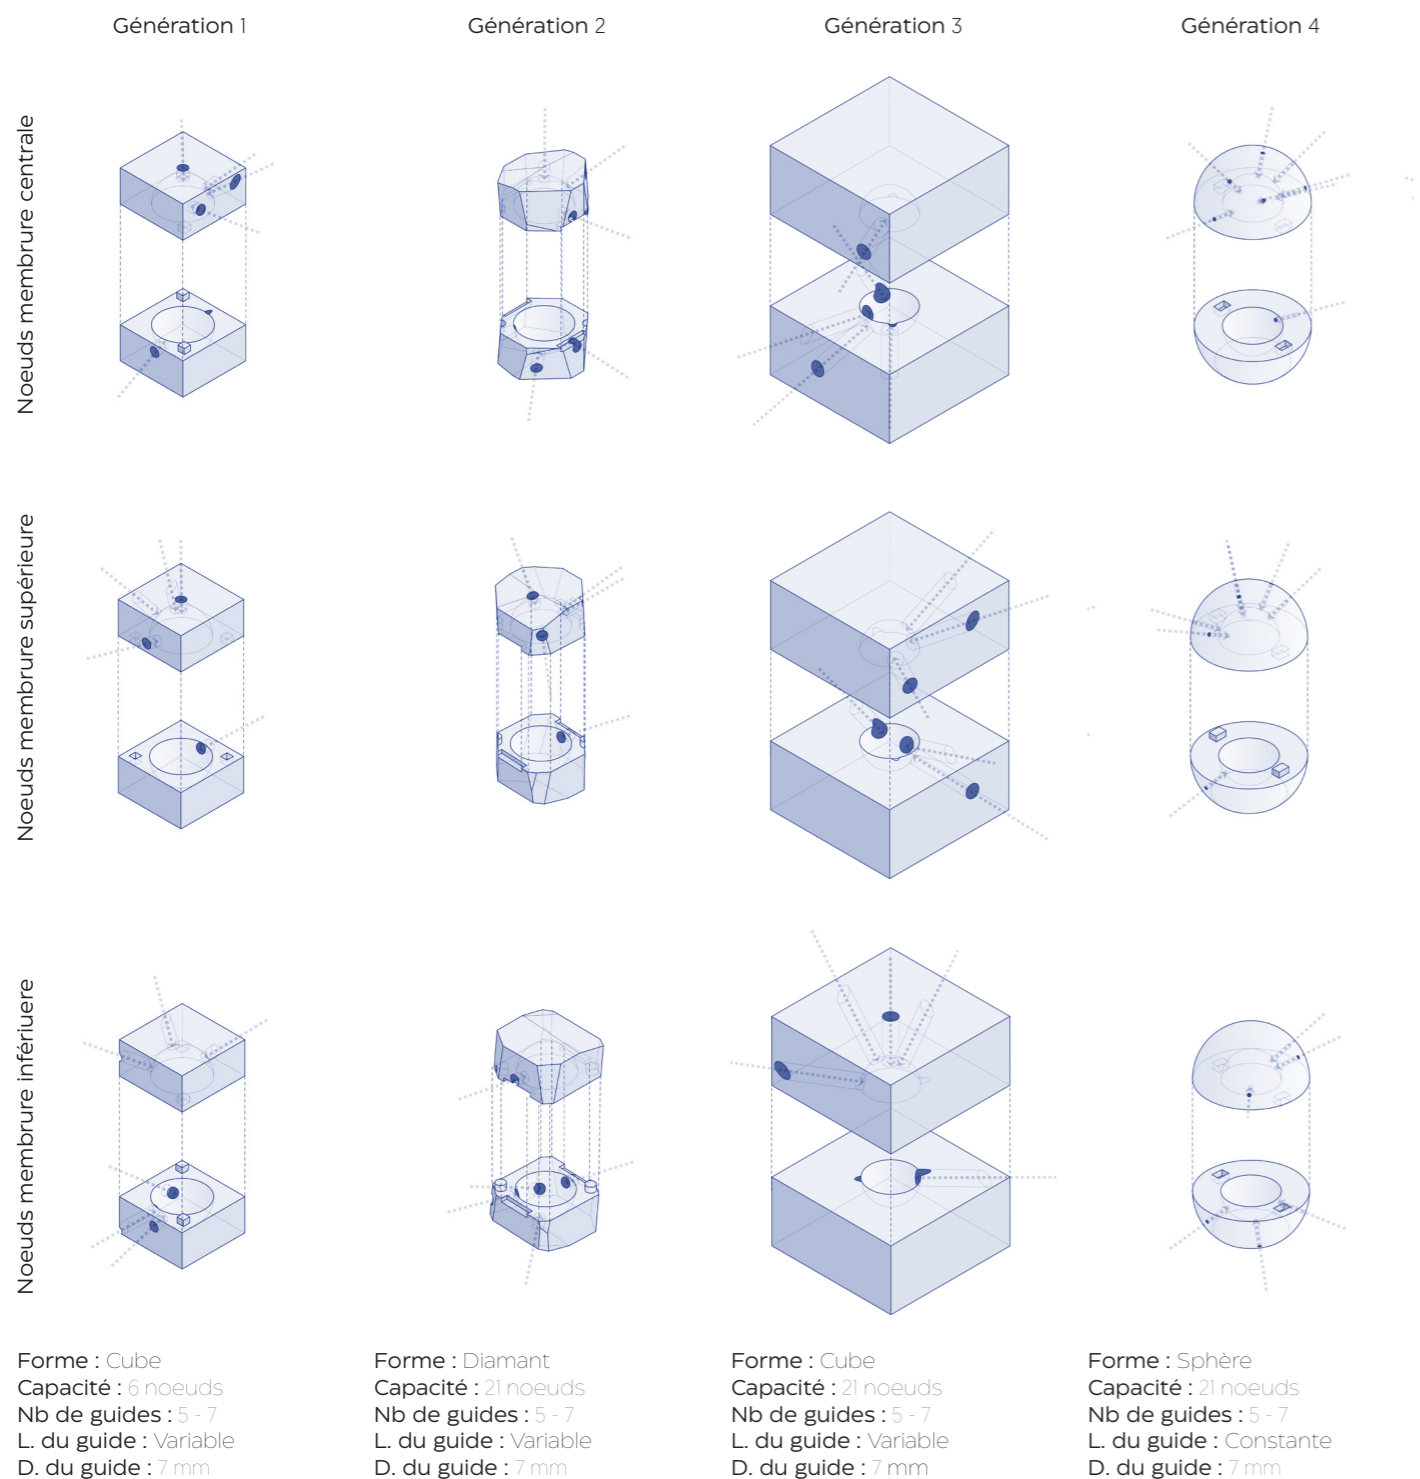 Génération 1
Génération 2
Génération 3
Génération 4
Noeuds membrure centrale
Noeuds membrure supérieure
Noeuds membrure infériuere
Forme : Cube
Capacité : 6 noeuds
Nb de guides : 5 - 7
L. du guide : Variable
D. du guide : 7 mm
Forme : Diamant
Capacité : 21 noeuds
Nb de guides : 5 - 7
L. du guide : Variable
D. du guide : 7 mm
Forme : Cube
Capacité : 21 noeuds
Nb de guides : 5 - 7
L. du guide : Variable
D. du guide : 7 mm
Forme : Sphère
Capacité : 21 noeuds
Nb de guides : 5 - 7
L. du guide : Constante
D. du guide : 7 mm